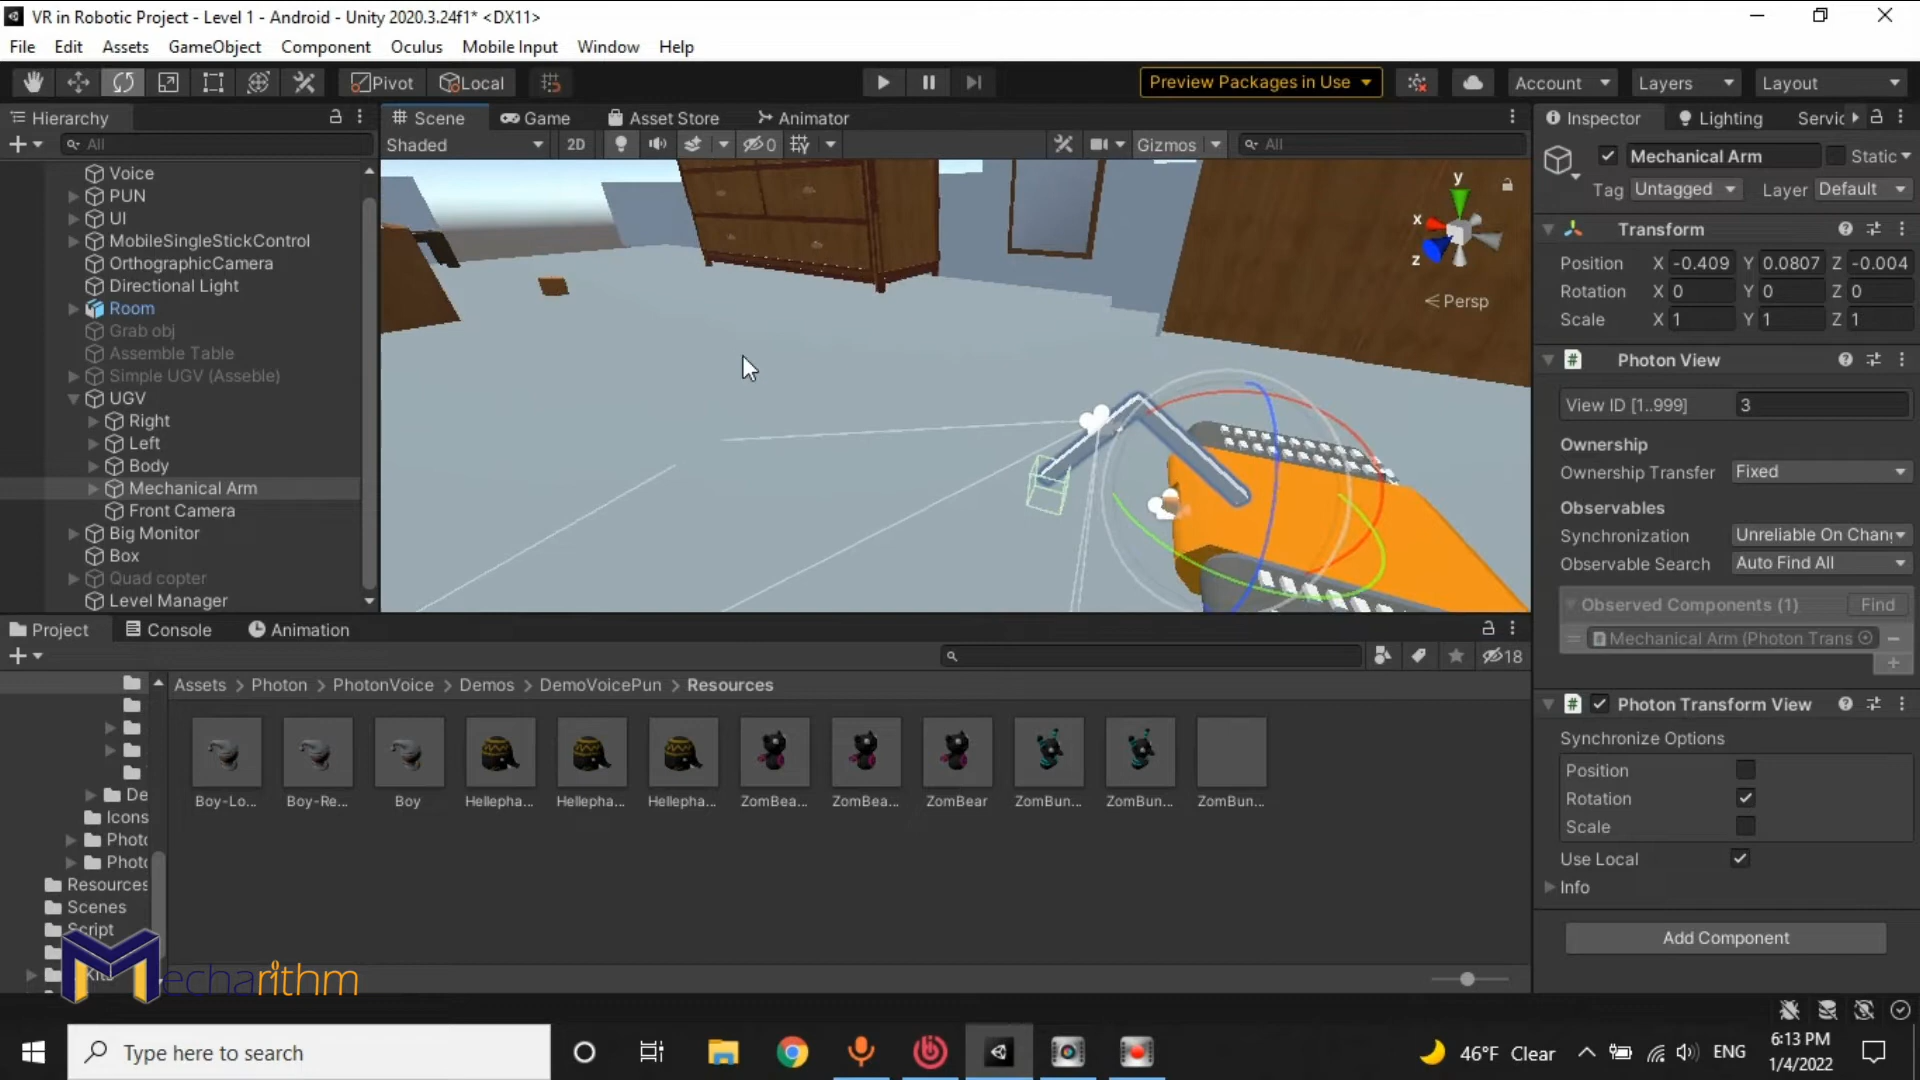 VR in Robotic Project - Level 1 - Android - Unity 2020.3.24f1* <DX11>
File Edit Assets GameObject Component Oculus Mobile Input Window Help
Pivot Local Preview Packages in Use Account Layers Layout
Hierarchy
All
Voice
PUN
UI
MobileSingleStickControl
OrthographicCamera
Directional Light
Room
Grab obj
Assemble Table
Simple UGV (Asseble)
UGV
Right
Left
Body
Mechanical Arm
Front Camera
Big Monitor
Box
Quad copter
Level Manager
Scene Game Asset Store Animator
Shaded 2D 0 Gizmos All
y
x
z
Persp
Inspector Lighting Servic
Mechanical Arm Static
Tag Untagged Layer Default
Transform
Position X -0.409 Y 0.0807 Z -0.004
Rotation X 0 Y 0 Z 0
Scale X 1 Y 1 Z 1
Photon View
View ID [1..999] 3
Ownership
Ownership Transfer Fixed
Observables
Synchronization Unreliable On Chan
Observable Search Auto Find All
Observed Components (1) Find
Mechanical Arm (Photon Trans
Photon Transform View
Synchronize Options
Position
Rotation
Scale
Use Local
Info
Add Component
Project Console Animation
18
De
Icons
Photo
Photo
Resources
Scenes
Script
Assets > Photon > PhotonVoice > Demos > DemoVoicePun > Resources
Boy-Lo... Boy-Re... Boy Hellepha... Hellepha... Hellepha... ZomBea... ZomBea... ZomBear ZomBun... ZomBun... ZomBun...
Mecharithm
Type here to search
46°F Clear ENG
6:13 PM
1/4/2022